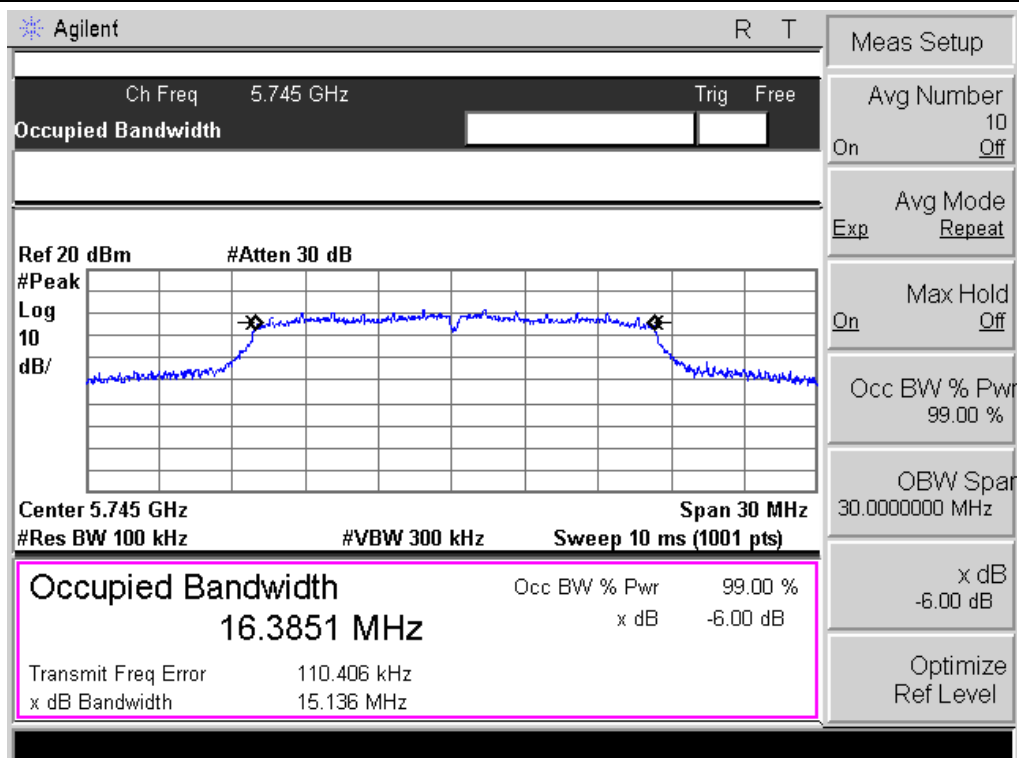 Agilent R T
Ch Freq 5.745 GHz Trig Free
Occupied Bandwidth
Ref 20 dBm #Atten 30 dB
#Peak
Log
10
dB/
Center 5.745 GHz Span 30 MHz
#Res BW 100 kHz #VBW 300 kHz Sweep 10 ms (1001 pts)
Occupied Bandwidth Occ BW % Pwr 99.00 %
16.3851 MHz x dB -6.00 dB
Transmit Freq Error 110.406 kHz
x dB Bandwidth 15.136 MHz
Meas Setup
Avg Number
10
On Off
Avg Mode
Exp Repeat
Max Hold
On Off
Occ BW % Pwr
99.00 %
OBW Span
30.0000000 MHz
x dB
-6.00 dB
Optimize
Ref Level